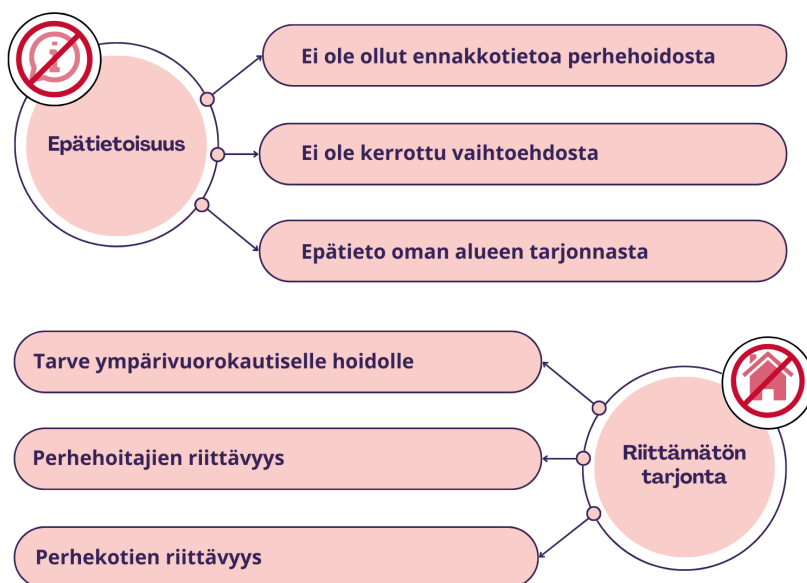 Epätietoisuus
Ei ole ollut ennakkotietoa perhehoidosta
Ei ole kerrottu vaihtoehdosta
Epätieto oman alueen tarjonnasta
Riittämätön
tarjonta
Tarve ympärivuorokautiselle hoidolle
Perhehoitajien riittävyys
Perhekotien riittävyys